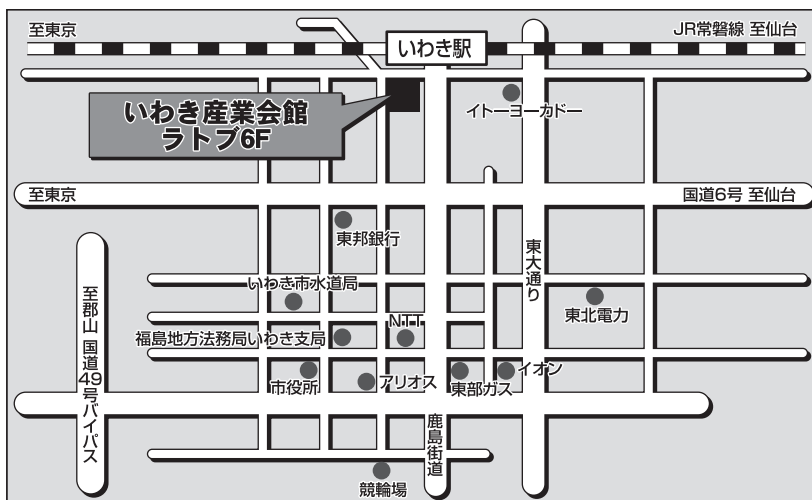 至東京
いわき駅
JR常磐線 至仙台
いわき産業会館
ラトブ6F
イトーヨーカドー
至東京
国道6号 至仙台
東邦銀行
東大通り
いわき市水道局
東北電力
至郡山 国道49号バイパス
NTT
福島地方法務局いわき支局
市役所
アリオス
東部ガス
イオン
鹿島街道
競輪場